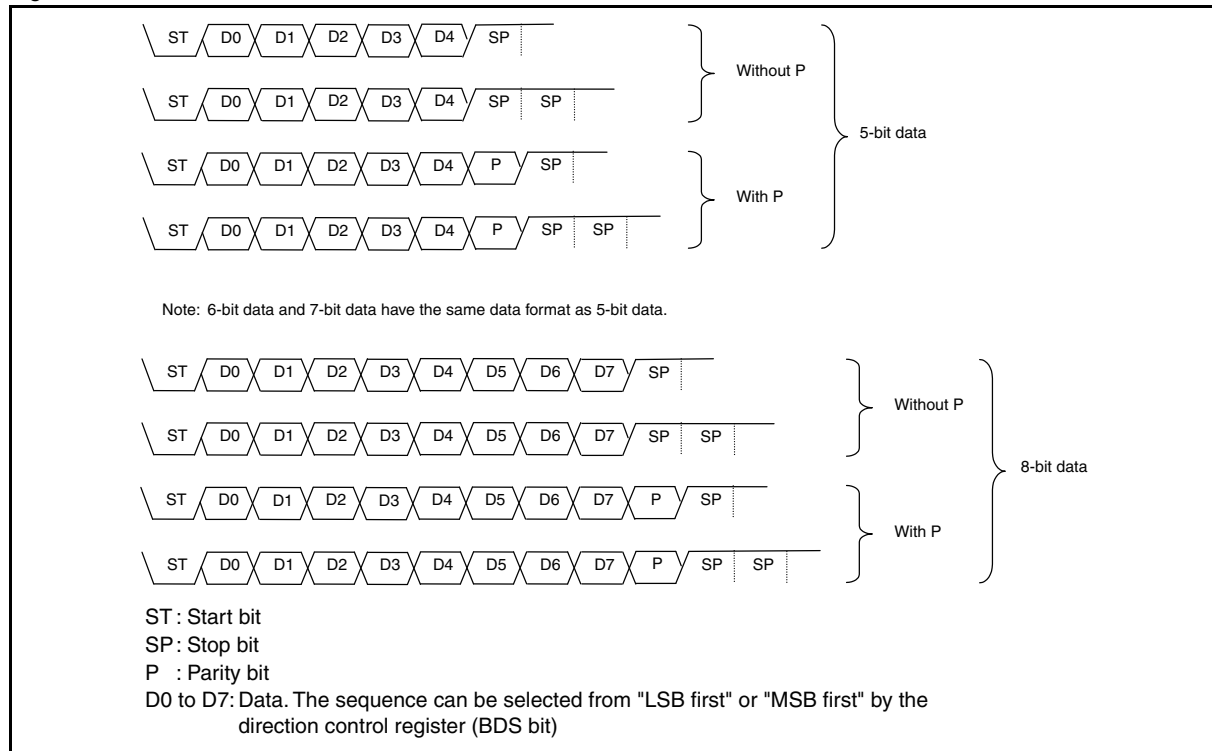 ST D0 D1 D2 D3 D4 SP
Without P
ST D0 D1 D2 D3 D4 SP SP
5-bit data
ST D0 D1 D2 D3 D4 P SP
With P
ST D0 D1 D2 D3 D4 P SP SP
Note: 6-bit data and 7-bit data have the same data format as 5-bit data.
ST D0 D1 D2 D3 D4 D5 D6 D7 SP
Without P
ST D0 D1 D2 D3 D4 D5 D6 D7 SP SP
8-bit data
ST D0 D1 D2 D3 D4 D5 D6 D7 P SP
With P
ST D0 D1 D2 D3 D4 D5 D6 D7 P SP SP
ST : Start bit
SP : Stop bit
P : Parity bit
D0 to D7: Data. The sequence can be selected from "LSB first" or "MSB first" by the
direction control register (BDS bit)